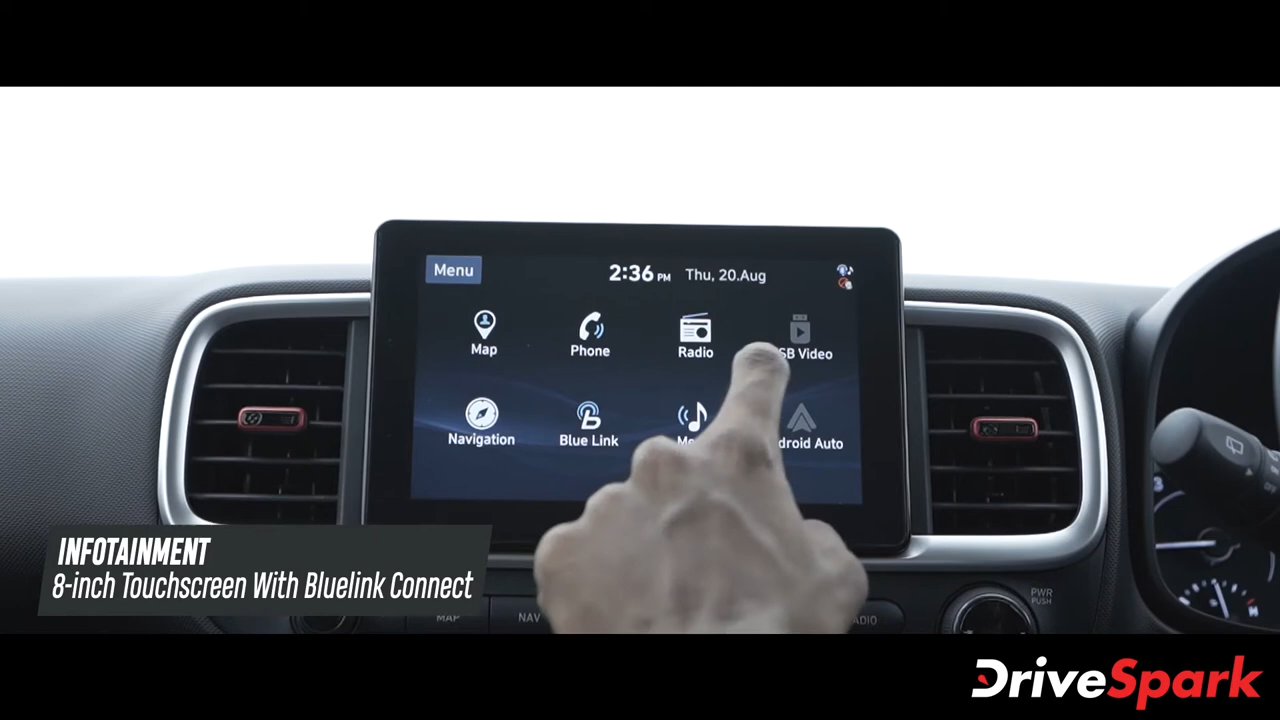 Menu
2:36 PM Thu, 20.Aug
Map
Phone
Radio
SB Video
Navigation
Blue Link
Me
droid Auto
INFOTAINMENT
8-inch Touchscreen With Bluelink Connect
MAP
NAV
ADIO
PWR
PUSH
DriveSpark